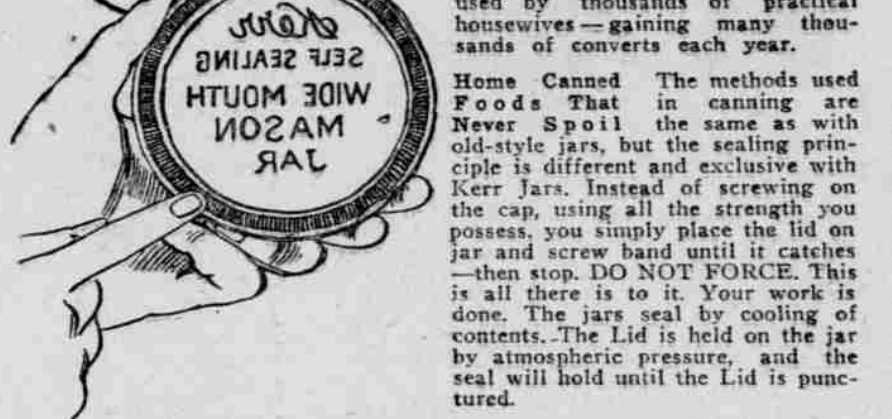 Kerr
SELF SEALING
WIDE MOUTH
MASON
JAR
used by thousands of practical
housewives — gaining many thou-
sands of converts each year.
Home Canned The methods used
Foods That in canning are
Never Spoil the same as with
old-style jars, but the sealing prin-
ciple is different and exclusive with
Kerr Jars. Instead of screwing on
the cap, using all the strength you
possess, you simply place the lid on
jar and screw band until it catches
—then stop. DO NOT FORCE. This
is all there is to it. Your work is
done. The jars seal by cooling of
contents. The Lid is held on the jar
by atmospheric pressure, and the
seal will hold until the Lid is punc-
tured.